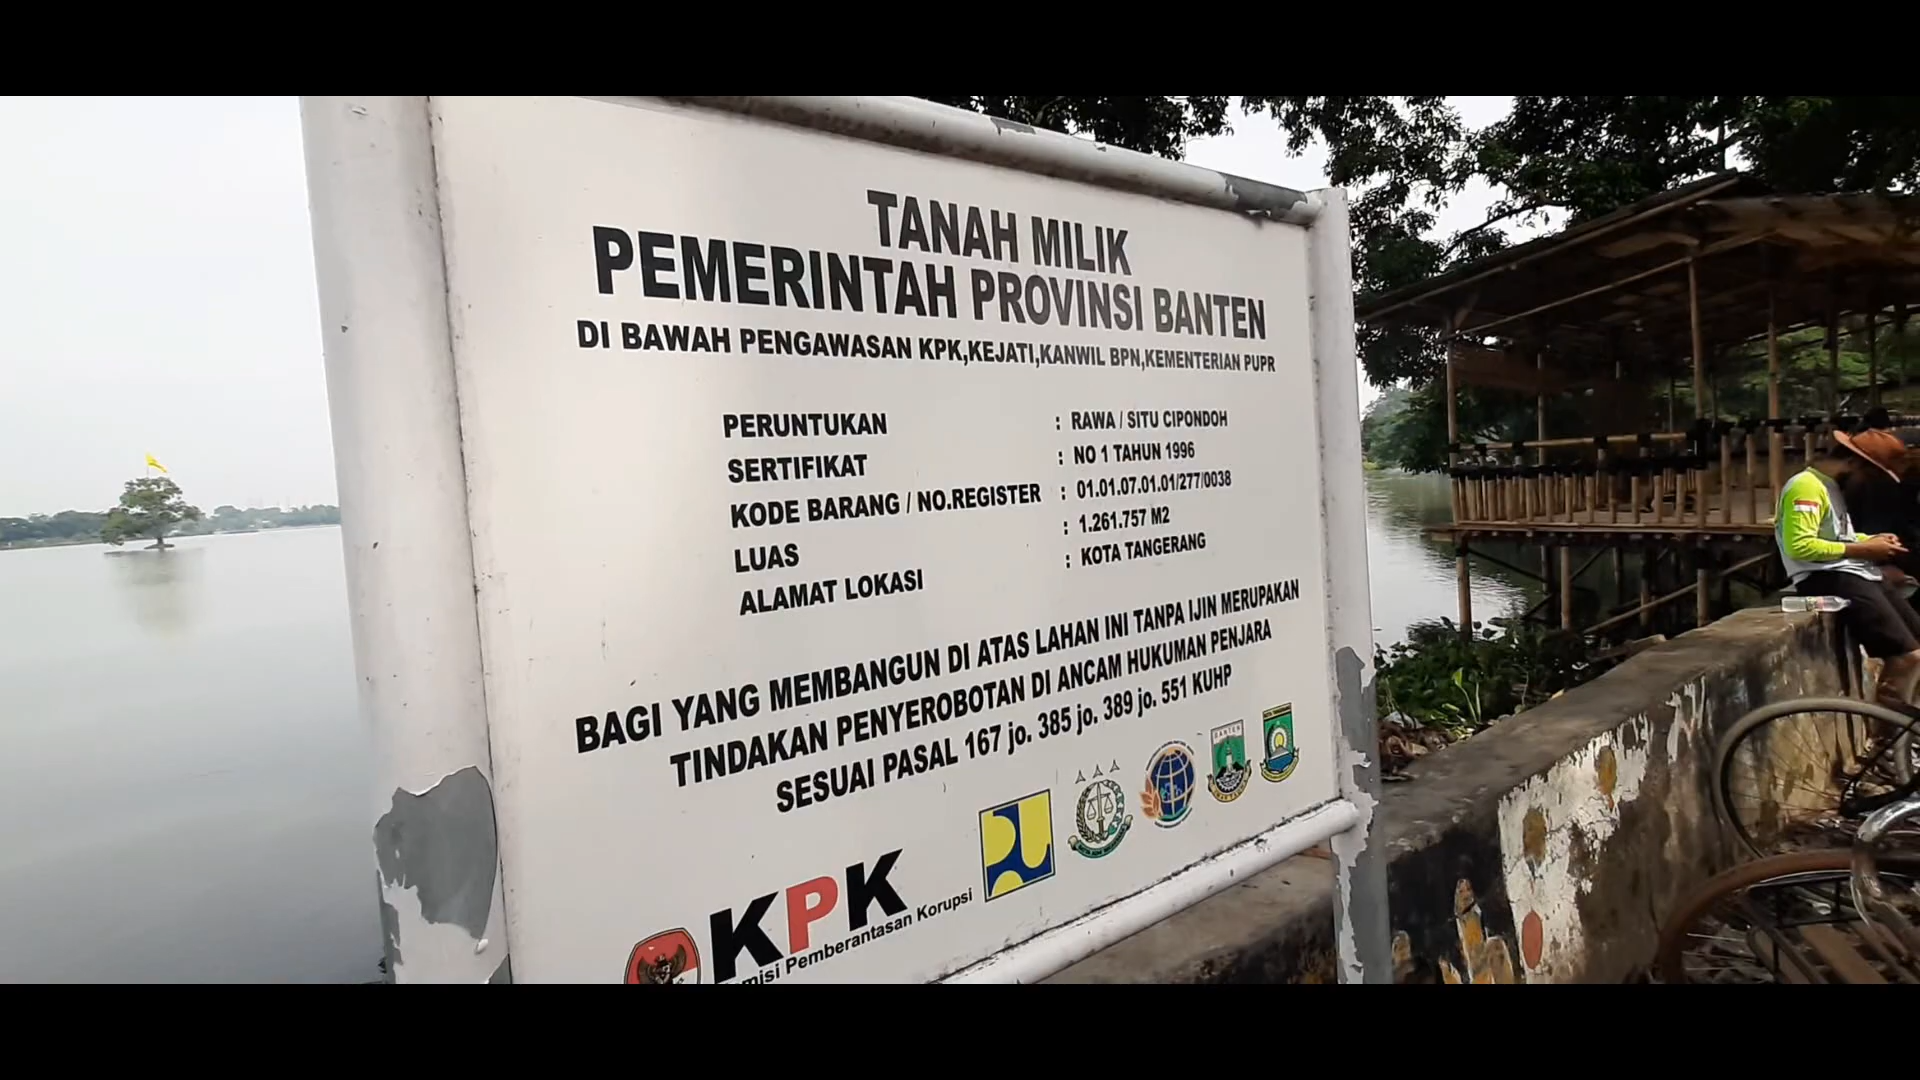 TANAH MILIK
PEMERINTAH PROVINSI BANTEN
DI BAWAH PENGAWASAN KPK,KEJATI,KANWIL BPN,KEMENTERIAN PUPR
PERUNTUKAN : RAWA / SITU CIPONDOH
SERTIFIKAT : NO 1 TAHUN 1996
KODE BARANG / NO.REGISTER : 01.01.07.01.01/277/0038
LUAS : 1.261.757 M2
ALAMAT LOKASI : KOTA TANGERANG
BAGI YANG MEMBANGUN DI ATAS LAHAN INI TANPA IJIN MERUPAKAN
TINDAKAN PENYEROBOTAN DI ANCAM HUKUMAN PENJARA
SESUAI PASAL 167 jo. 385 jo. 389 jo. 551 KUHP
KPK
Pemberantasan Korupsi
BANTEN